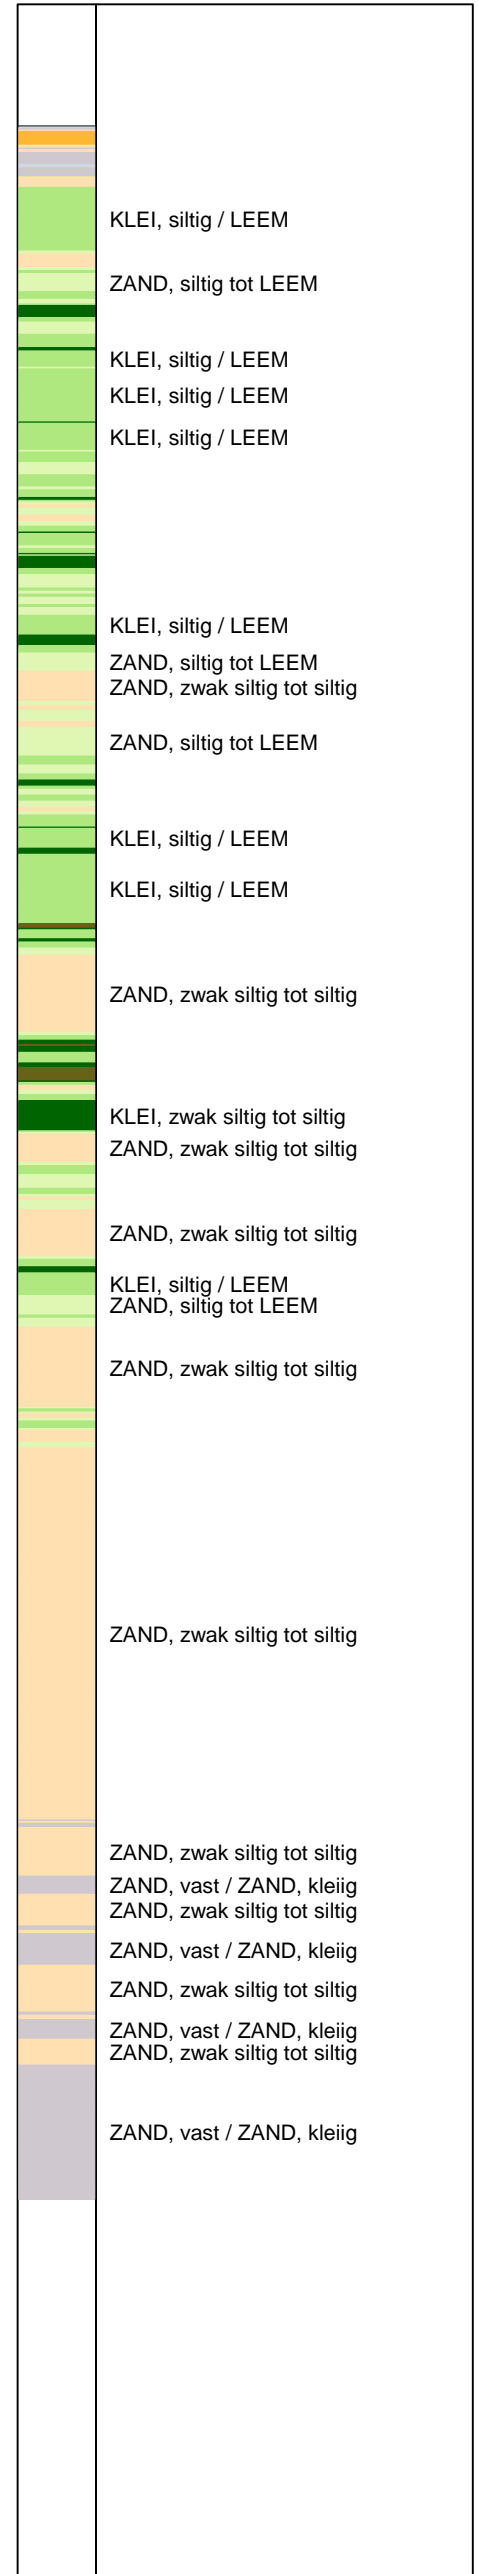 KLEI, siltig / LEEM
ZAND, siltig tot LEEM
KLEI, siltig / LEEM
KLEI, siltig / LEEM
KLEI, siltig / LEEM
KLEI, siltig / LEEM
ZAND, siltig tot LEEM
ZAND, zwak siltig tot siltig
ZAND, siltig tot LEEM
KLEI, siltig / LEEM
KLEI, siltig / LEEM
ZAND, zwak siltig tot siltig
KLEI, zwak siltig tot siltig
ZAND, zwak siltig tot siltig
ZAND, zwak siltig tot siltig
KLEI, siltig / LEEM
ZAND, siltig tot LEEM
ZAND, zwak siltig tot siltig
ZAND, zwak siltig tot siltig
ZAND, zwak siltig tot siltig
ZAND, vast / ZAND, kleiig
ZAND, zwak siltig tot siltig
ZAND, vast / ZAND, kleiig
ZAND, zwak siltig tot siltig
ZAND, vast / ZAND, kleiig
ZAND, zwak siltig tot siltig
ZAND, vast / ZAND, kleiig